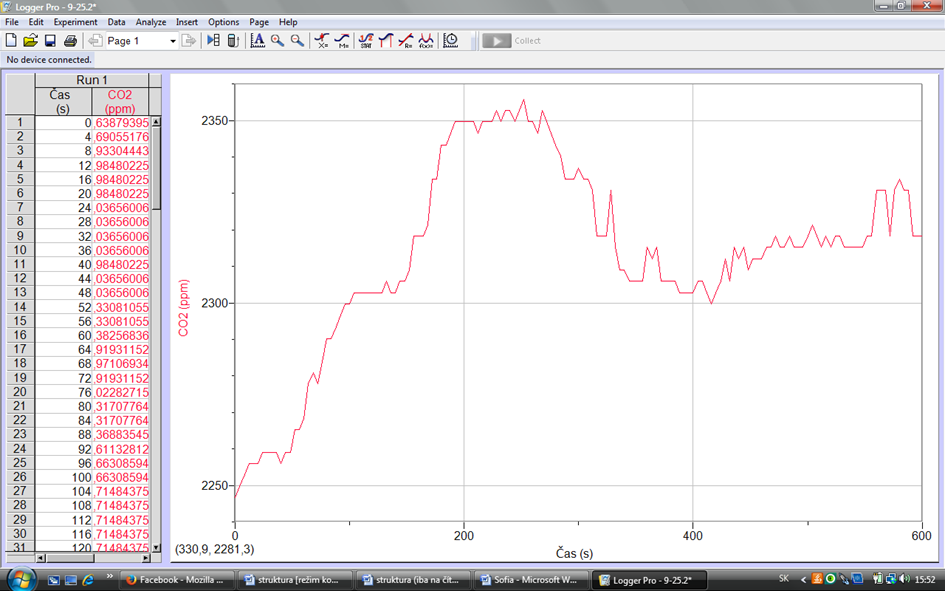 Logger Pro - 9-25.2*
File Edit Experiment Data Analyze Insert Options Page Help
Page 1
Collect
No device connected.
Run 1
Čas CO2
(s) (ppm)
1 0 ,63879395
2 4 ,69055176
3 8 ,93304443
4 12 ,98480225
5 16 ,98480225
6 20 ,98480225
7 24 ,03656006
8 28 ,03656006
9 32 ,03656006
10 36 ,03656006
11 40 ,98480225
12 44 ,03656006
13 48 ,03656006
14 52 ,33081055
15 56 ,33081055
16 60 ,38256836
17 64 ,91931152
18 68 ,97106934
19 72 ,91931152
20 76 ,02282715
21 80 ,31707764
22 84 ,31707764
23 88 ,36883545
24 92 ,61132812
25 96 ,66308594
26 100 ,66308594
27 104 ,71484375
28 108 ,71484375
29 112 ,71484375
30 116 ,71484375
31 120 ,71484375
2350
2300
2250
CO2 (ppm)
0 200 400 600
(330,9, 2281,3)
Čas (s)
Facebook - Mozilla ... struktura [režim ko... struktura (iba na čít... Sofia - Microsoft W... Logger Pro - 9-25.2*
SK 15:52